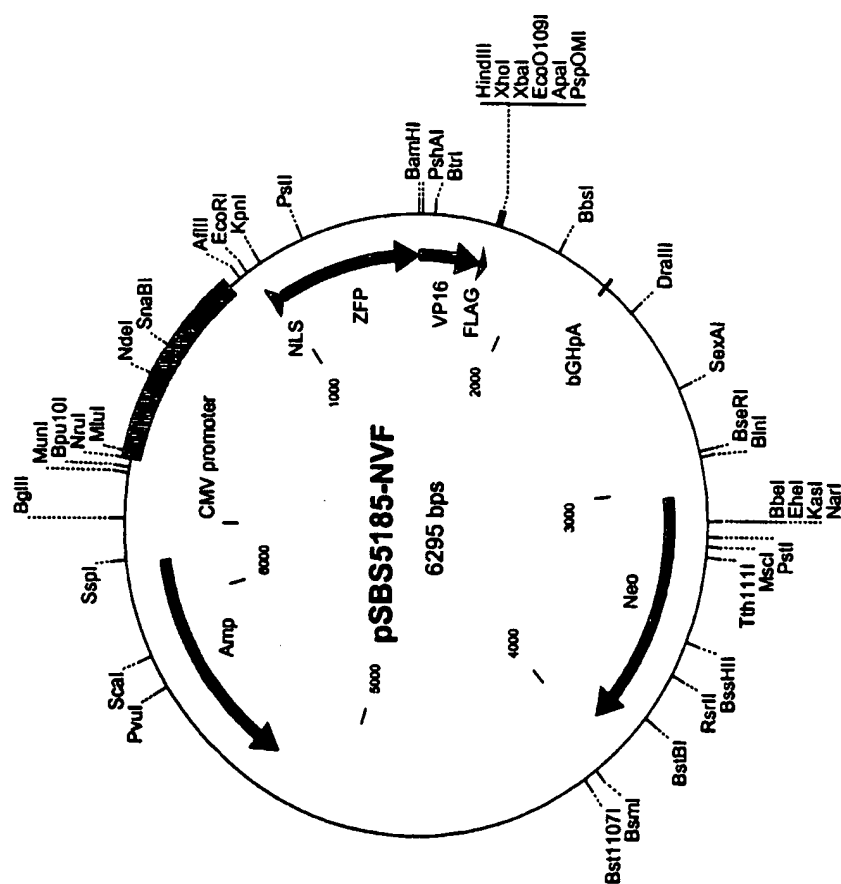 pSBS5185-NVF
6295 bps
BglII
MunI
Bpu10I
NruI
MluI
NdeI
SnaBI
AflII
EcoRI
KpnI
PstI
BamHI
PshAI
BtrI
HindIII
XhoI
XbaI
EcoO109I
ApaI
PspOMI
BbsI
DraIII
SexAI
BseRI
BlnI
BbeI
EheI
KasI
NarI
PstI
MscI
Tth111I
BssHII
RsrII
BstBI
BsmI
Bst1107I
PvuI
ScaI
SspI
CMV promoter
NLS
ZFP
VP16
FLAG
bGHpA
Neo
Amp
1000
2000
3000
4000
5000
6000